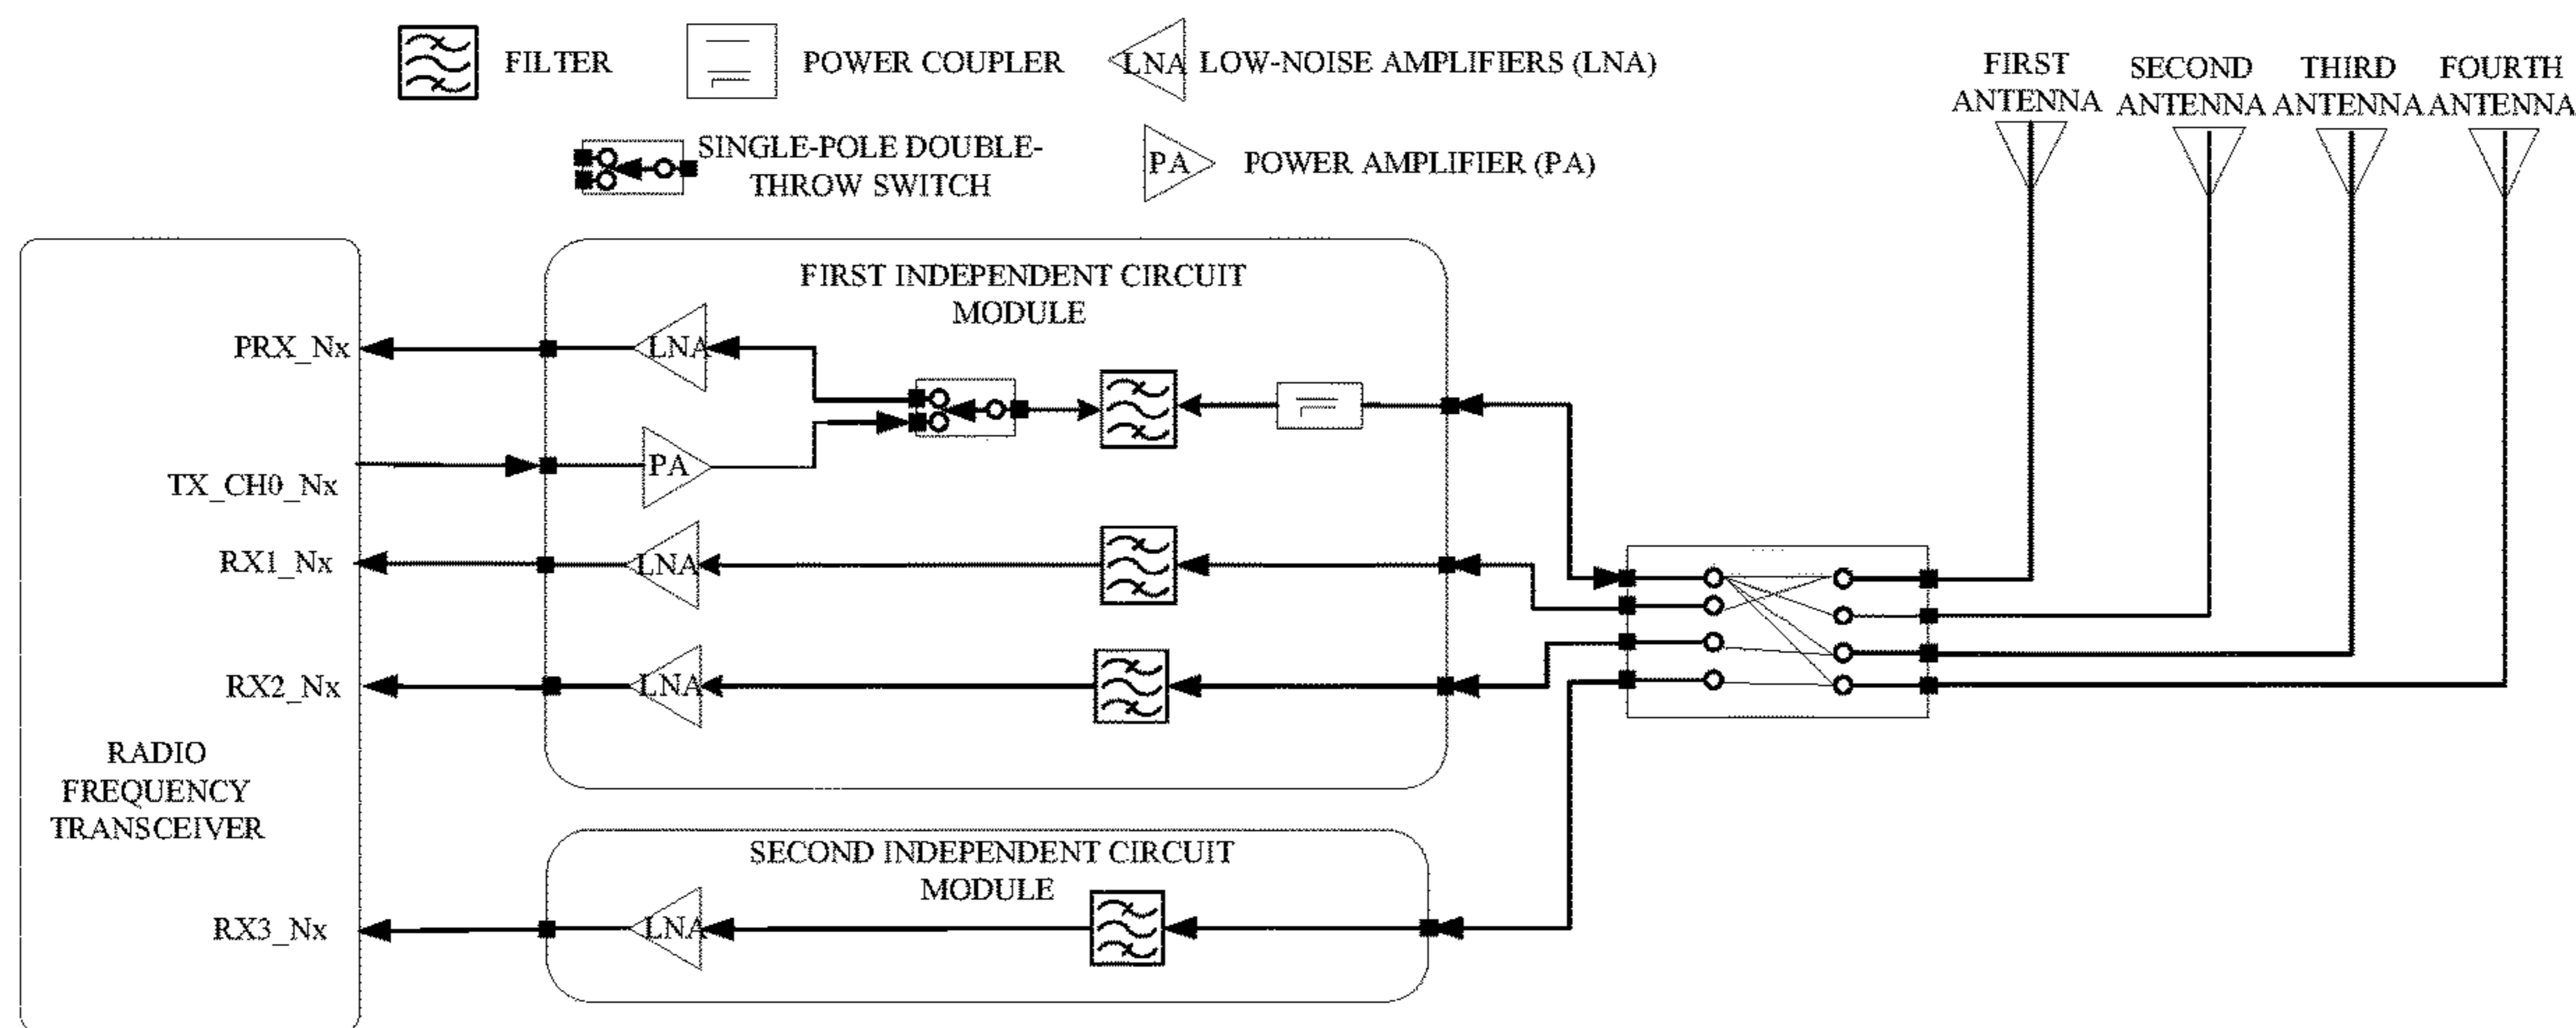 FILTER
POWER COUPLER
LNA
LOW-NOISE AMPLIFIERS (LNA)
SINGLE-POLE DOUBLE-
THROW SWITCH
PA
POWER AMPLIFIER (PA)
FIRST
ANTENNA
SECOND
ANTENNA
THIRD
ANTENNA
FOURTH
ANTENNA
FIRST INDEPENDENT CIRCUIT
MODULE
PRX_Nx
LNA
TX_CH0_Nx
PA
RX1_Nx
LNA
RX2_Nx
LNA
RADIO
FREQUENCY
TRANSCEIVER
SECOND INDEPENDENT CIRCUIT
MODULE
RX3_Nx
LNA